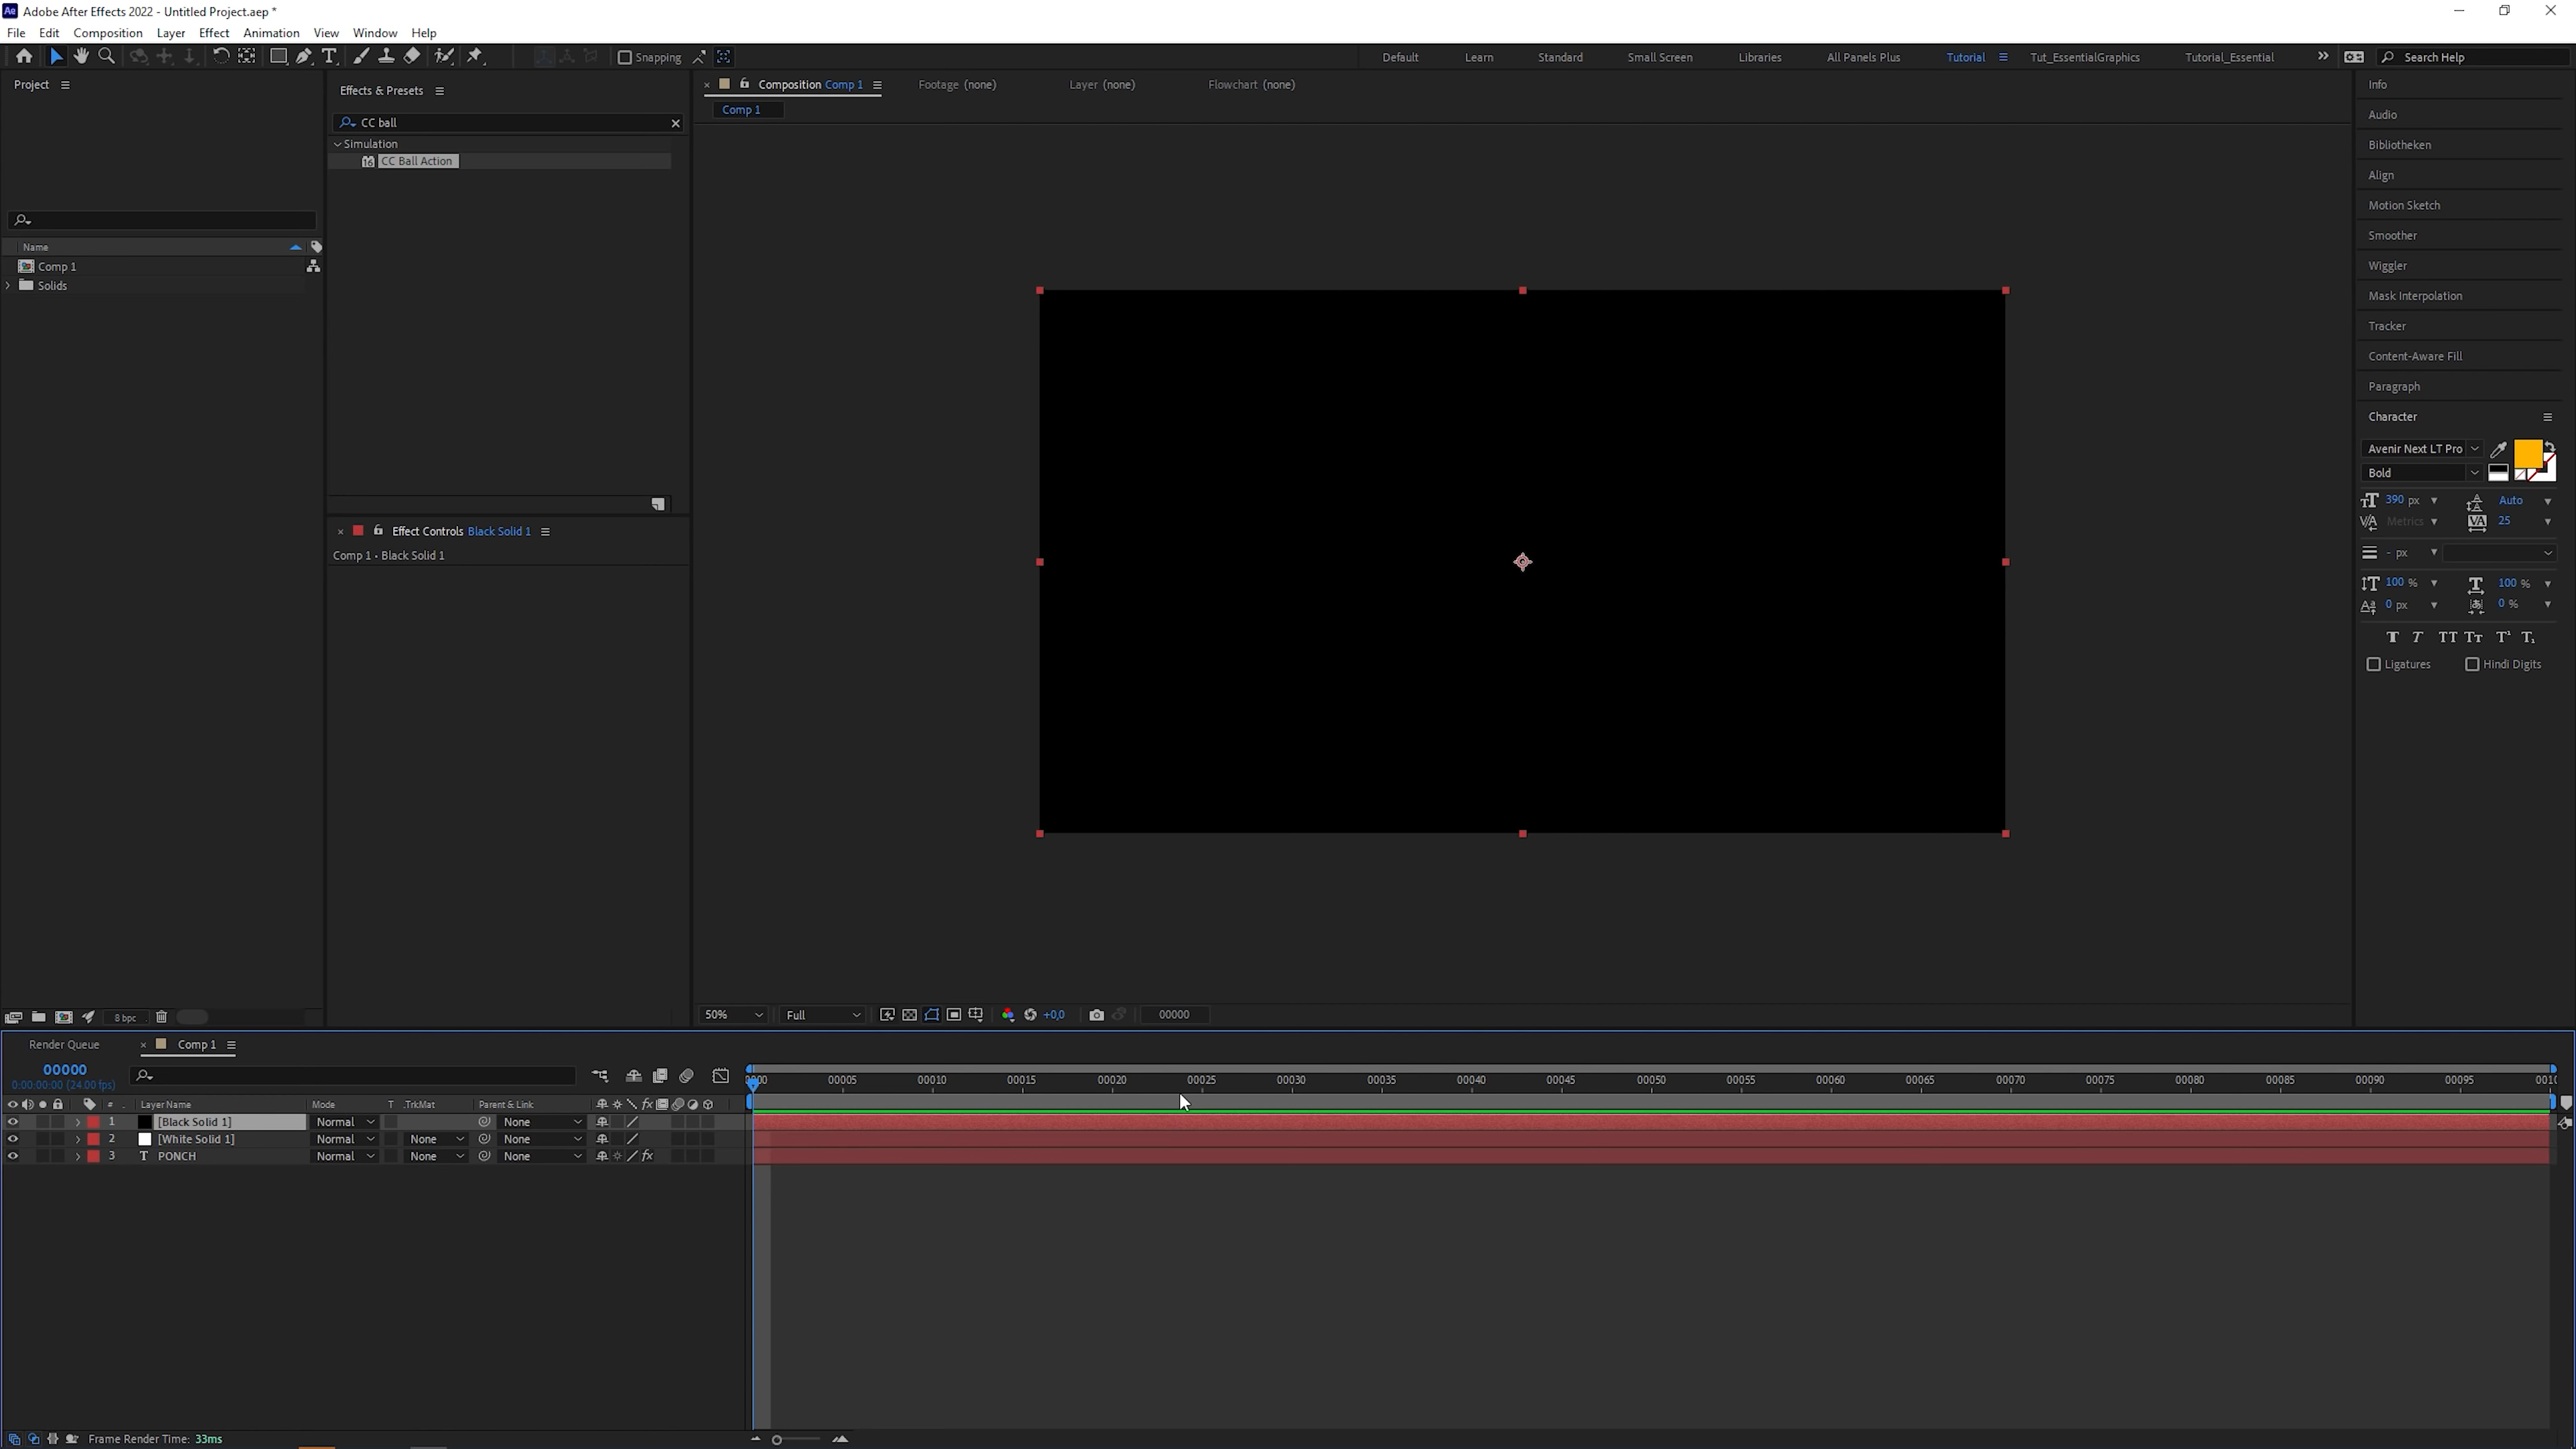 Adobe After Effects 2022 - Untitled Project.aep *
File Edit Composition Layer Effect Animation View Window Help
Snapping Default Learn Standard Small Screen Libraries All Panels Plus Tutorial Tut_EssentialGraphics Tutorial_Essential Search Help
Project
Name
Comp 1
Solids
8 bpc
Effects & Presets
CC ball
Simulation
CC Ball Action
Effect Controls Black Solid 1
Comp 1 • Black Solid 1
Composition Comp 1 Footage (none) Layer (none) Flowchart (none)
Comp 1
50% Full +0,0 00000
Info
Audio
Bibliotheken
Align
Motion Sketch
Smoother
Wiggler
Mask Interpolation
Tracker
Content-Aware Fill
Paragraph
Character
Avenir Next LT Pro
Bold
390 px Auto
Metrics 25
- px
100 % 100 %
0 px 0 %
Ligatures Hindi Digits
Render Queue Comp 1
00000
0:00:00:00 (24.00 fps)
00005 00010 00015 00020 00025 00030 00035 00040 00045 00050 00055 00060 00065 00070 00075 00080 00085 00090 00095
# Layer Name Mode T .TrkMat Parent & Link
1 [Black Solid 1] Normal None
2 [White Solid 1] Normal None None
3 PONCH Normal None None
Frame Render Time: 33ms